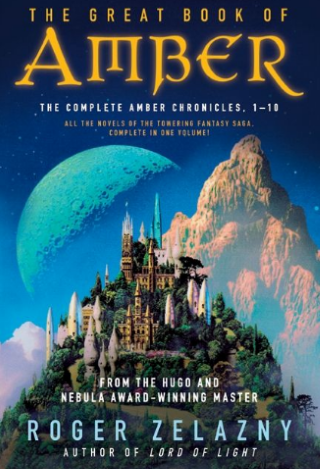 THE GREAT BOOK OF
AMBER
THE COMPLETE AMBER CHRONICLES, 1–10
ALL THE NOVELS OF THE TOWERING FANTASY SAGA,
COMPLETE IN ONE VOLUME!
FROM THE HUGO AND
NEBULA AWARD-WINNING MASTER
ROGER ZELAZNY
AUTHOR OF LORD OF LIGHT